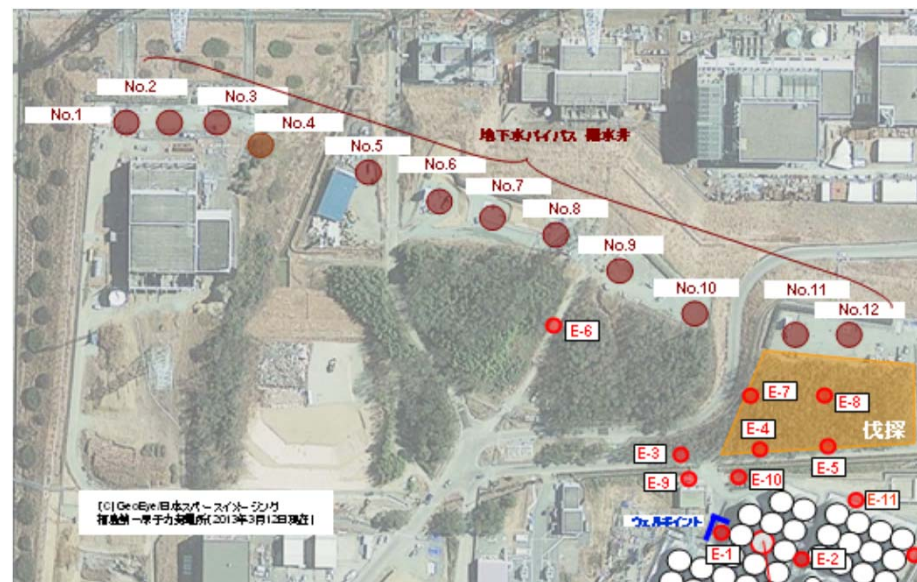 No.1
No.2
No.3
No.4
No.5
No.6
No.7
No.8
No.9
No.10
No.11
No.12
地下水バイパス 揚水井
E-6
E-7
E-8
E-4
伐採
E-3
E-5
E-9
E-10
E-11
ウェルポイント
E-1
E-2
(C)GeoEye/日本スペースイメージング
福島第一原子力発電所(2013年3月12日現在)